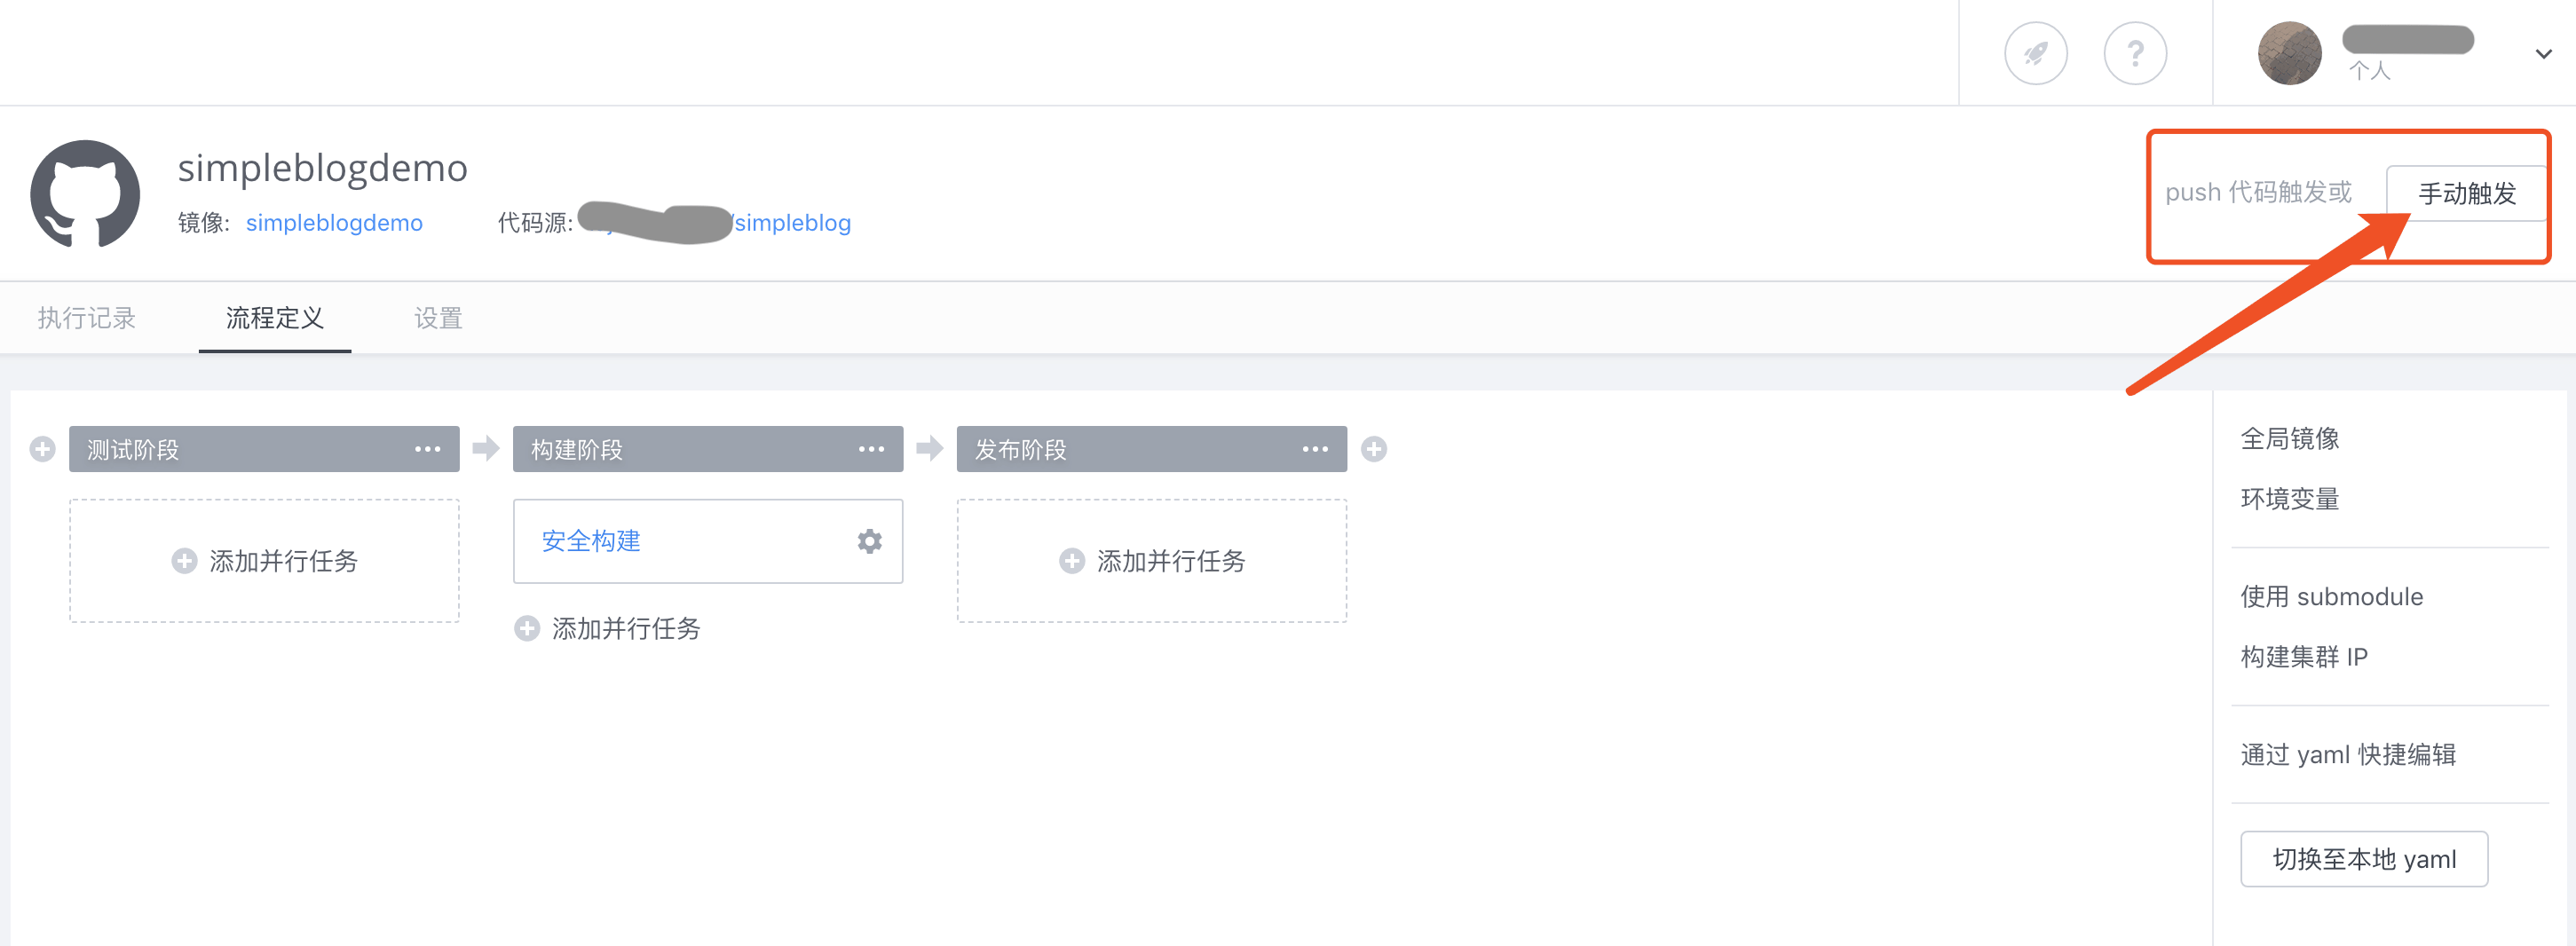 个人
simpleblogdemo
push 代码触发或 手动触发
镜像: simpleblogdemo 代码源: /simpleblog
执行记录 流程定义 设置
测试阶段 构建阶段 发布阶段
全局镜像
环境变量
安全构建
添加并行任务 添加并行任务
添加并行任务
使用 submodule
构建集群 IP
通过 yaml 快捷编辑
切换至本地 yaml